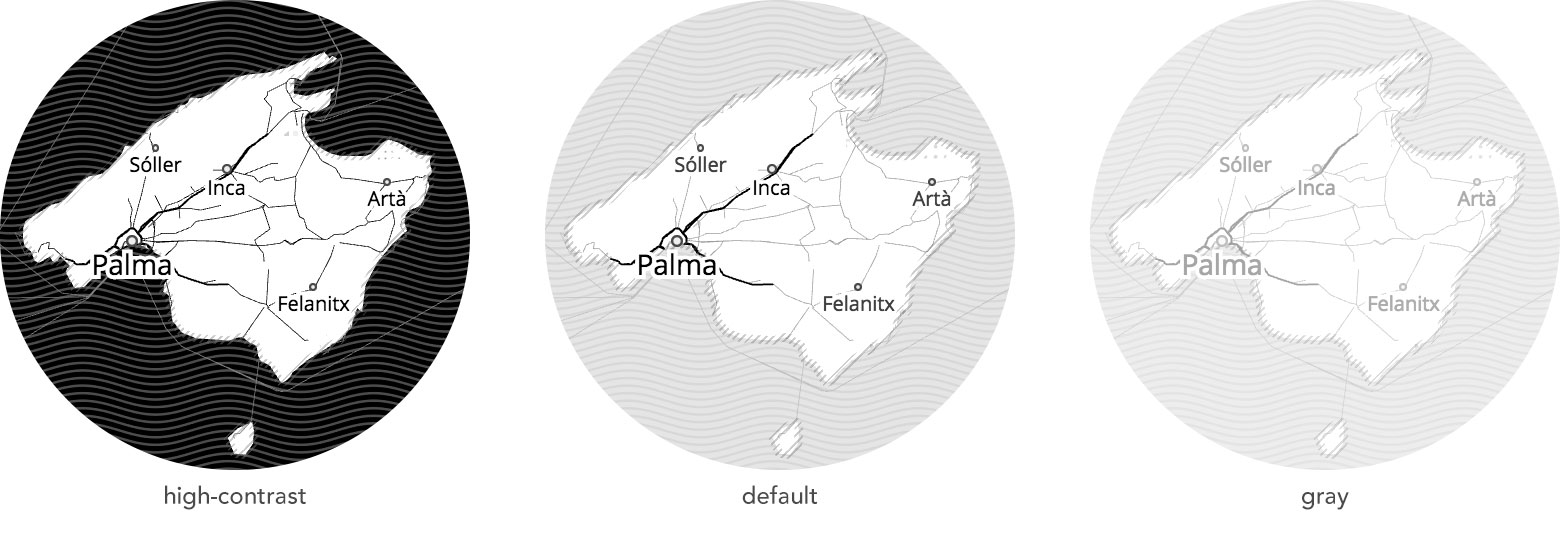 Sóller
Inca
Artà
Palma
Felanitx
high-contrast
Sóller
Inca
Artà
Palma
Felanitx
default
Sóller
Inca
Artà
Palma
Felanitx
gray